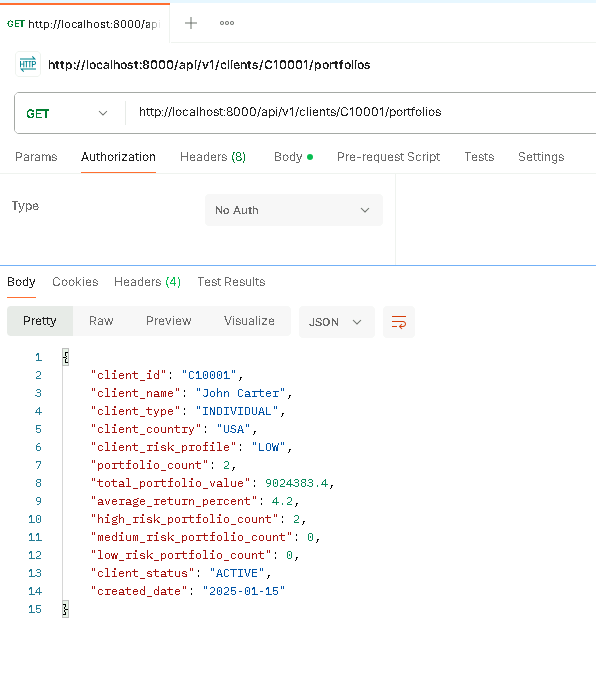 GET http://localhost:8000/api
HTTP http://localhost:8000/api/v1/clients/C10001/portfolios
GET http://localhost:8000/api/v1/clients/C10001/portfolios
Params Authorization Headers (8) Body Pre-request Script Tests Settings
Type No Auth
Body Cookies Headers (4) Test Results
Pretty Raw Preview Visualize JSON
1 {
2 "client_id": "C10001",
3 "client_name": "John Carter",
4 "client_type": "INDIVIDUAL",
5 "client_country": "USA",
6 "client_risk_profile": "LOW",
7 "portfolio_count": 2,
8 "total_portfolio_value": 9024383.4,
9 "average_return_percent": 4.2,
10 "high_risk_portfolio_count": 2,
11 "medium_risk_portfolio_count": 0,
12 "low_risk_portfolio_count": 0,
13 "client_status": "ACTIVE",
14 "created_date": "2025-01-15"
15 }